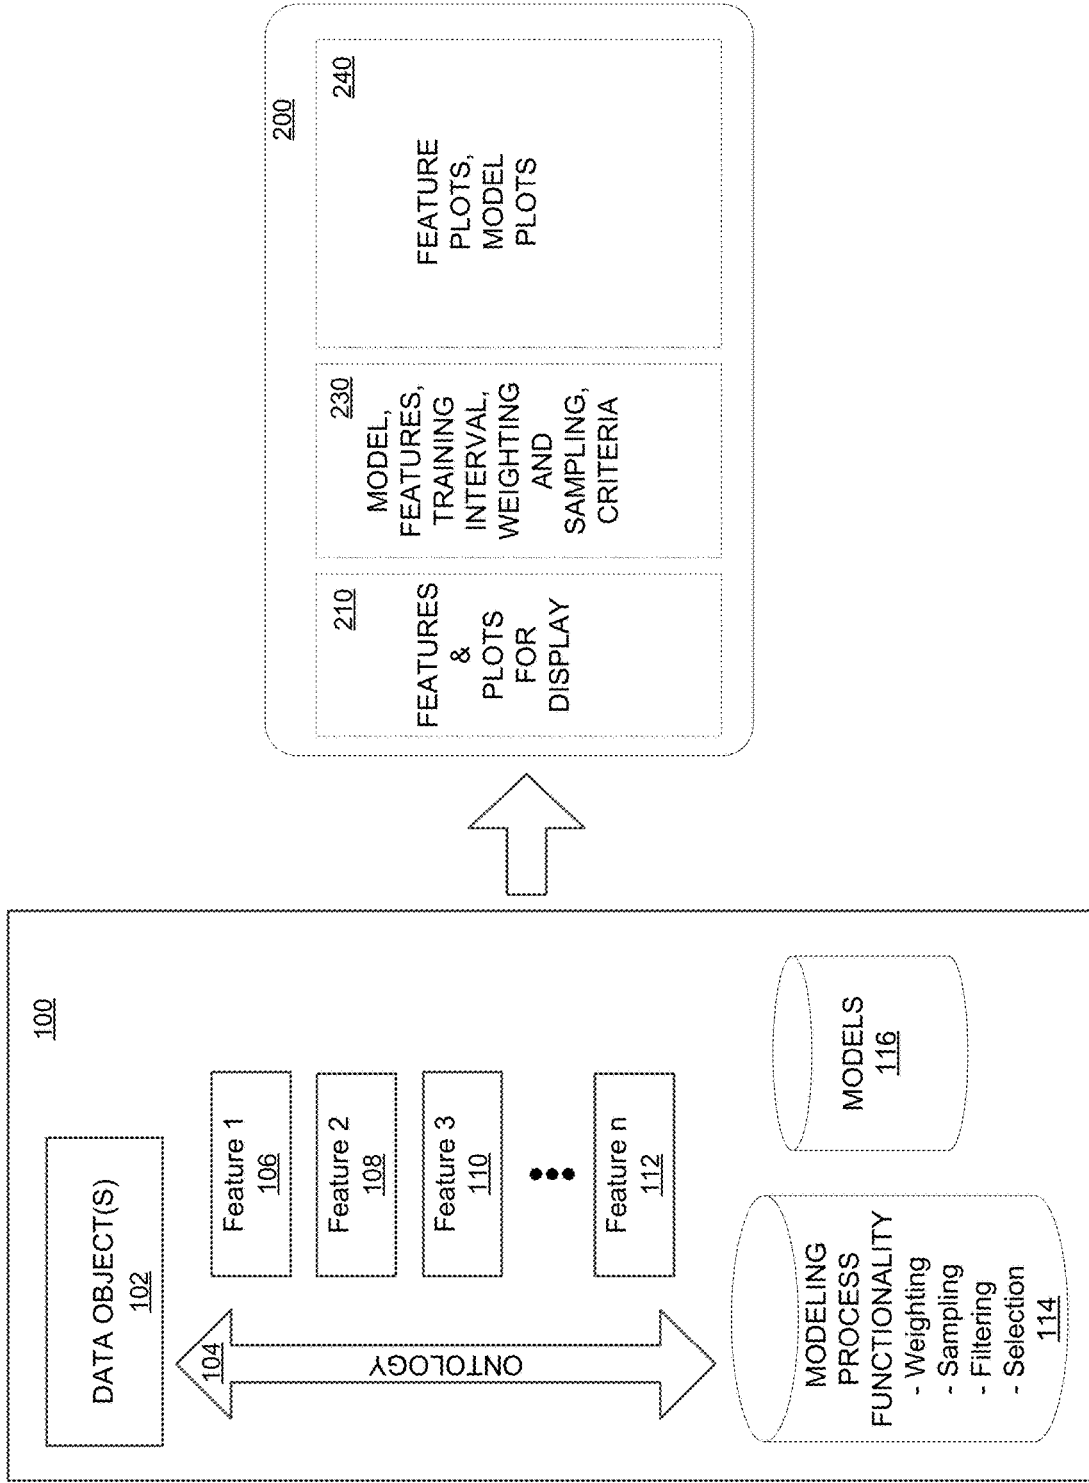 100
DATA OBJECT(S)
102
104
ONTOLOGY
Feature 1
106
Feature 2
108
Feature 3
110
Feature n
112
MODELING
PROCESS
FUNCTIONALITY
- Weighting
- Sampling
- Filtering
- Selection
114
MODELS
116
200
210
FEATURES
&
PLOTS
FOR
DISPLAY
230
MODEL,
FEATURES,
TRAINING
INTERVAL,
WEIGHTING
AND
SAMPLING,
CRITERIA
240
FEATURE
PLOTS,
MODEL
PLOTS